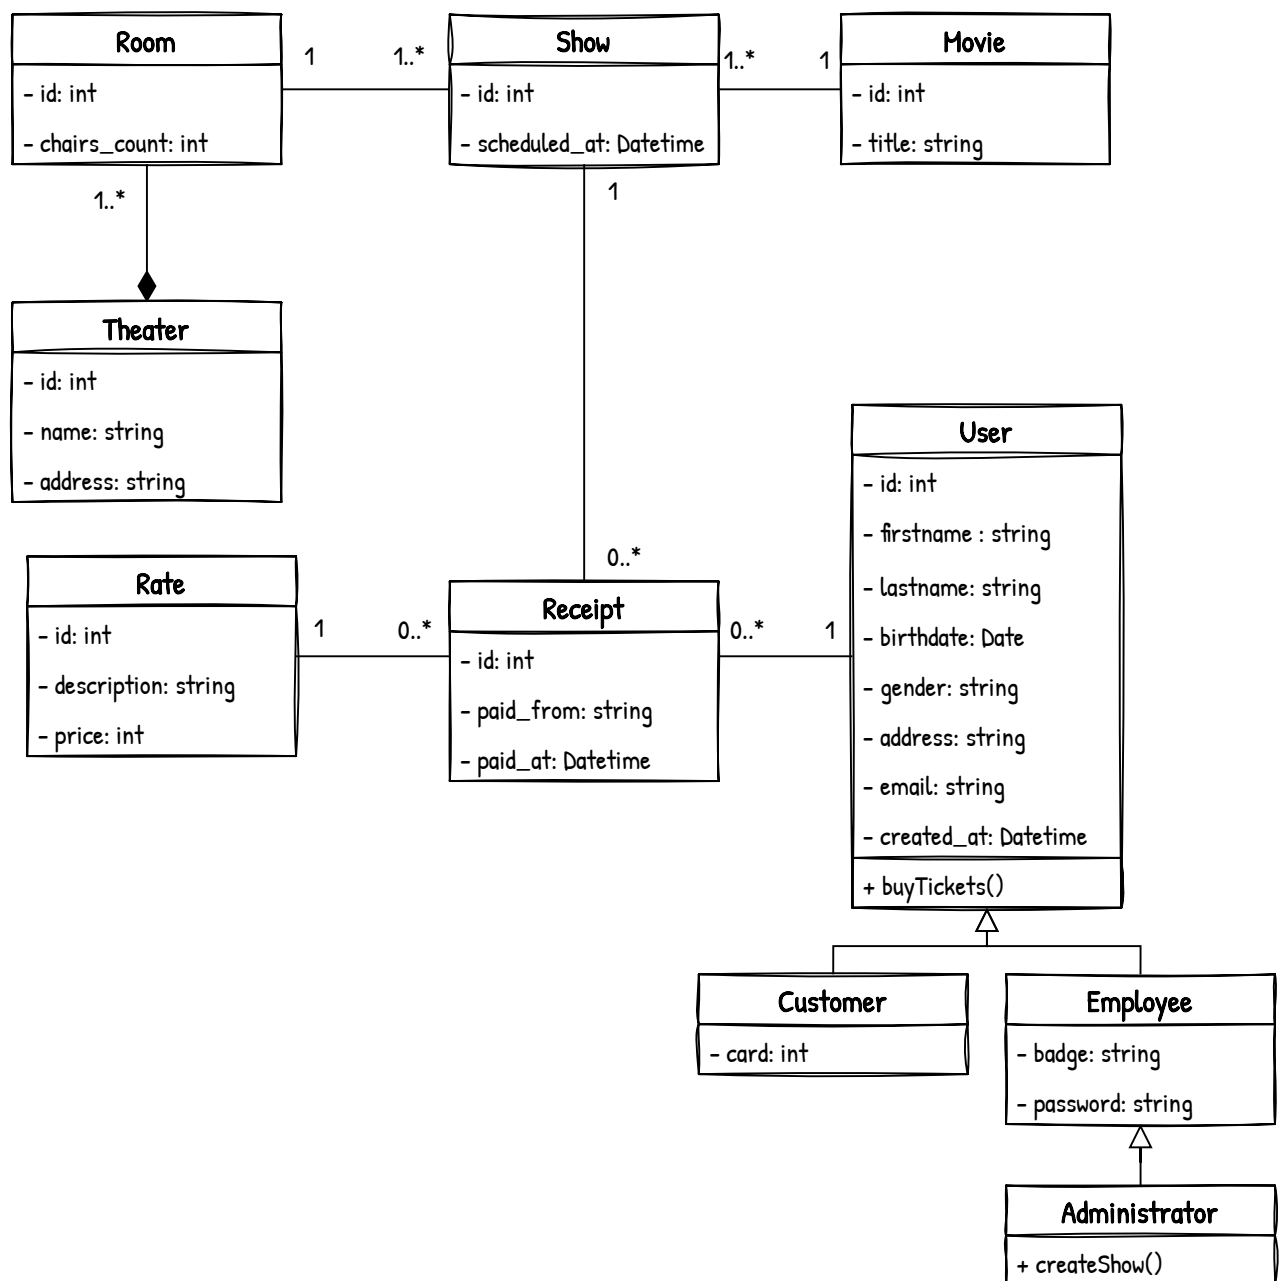 Room
- id: int
- chairs_count: int
1
1..*
Show
- id: int
- scheduled_at: Datetime
1..*
1
Movie
- id: int
- title: string
1..*
1
Theater
- id: int
- name: string
- address: string
0..*
Rate
- id: int
- description: string
- price: int
1
0..*
Receipt
- id: int
- paid_from: string
- paid_at: Datetime
0..*
1
User
- id: int
- firstname : string
- lastname: string
- birthdate: Date
- gender: string
- address: string
- email: string
- created_at: Datetime
+ buyTickets()
Customer
- card: int
Employee
- badge: string
- password: string
Administrator
+ createShow()